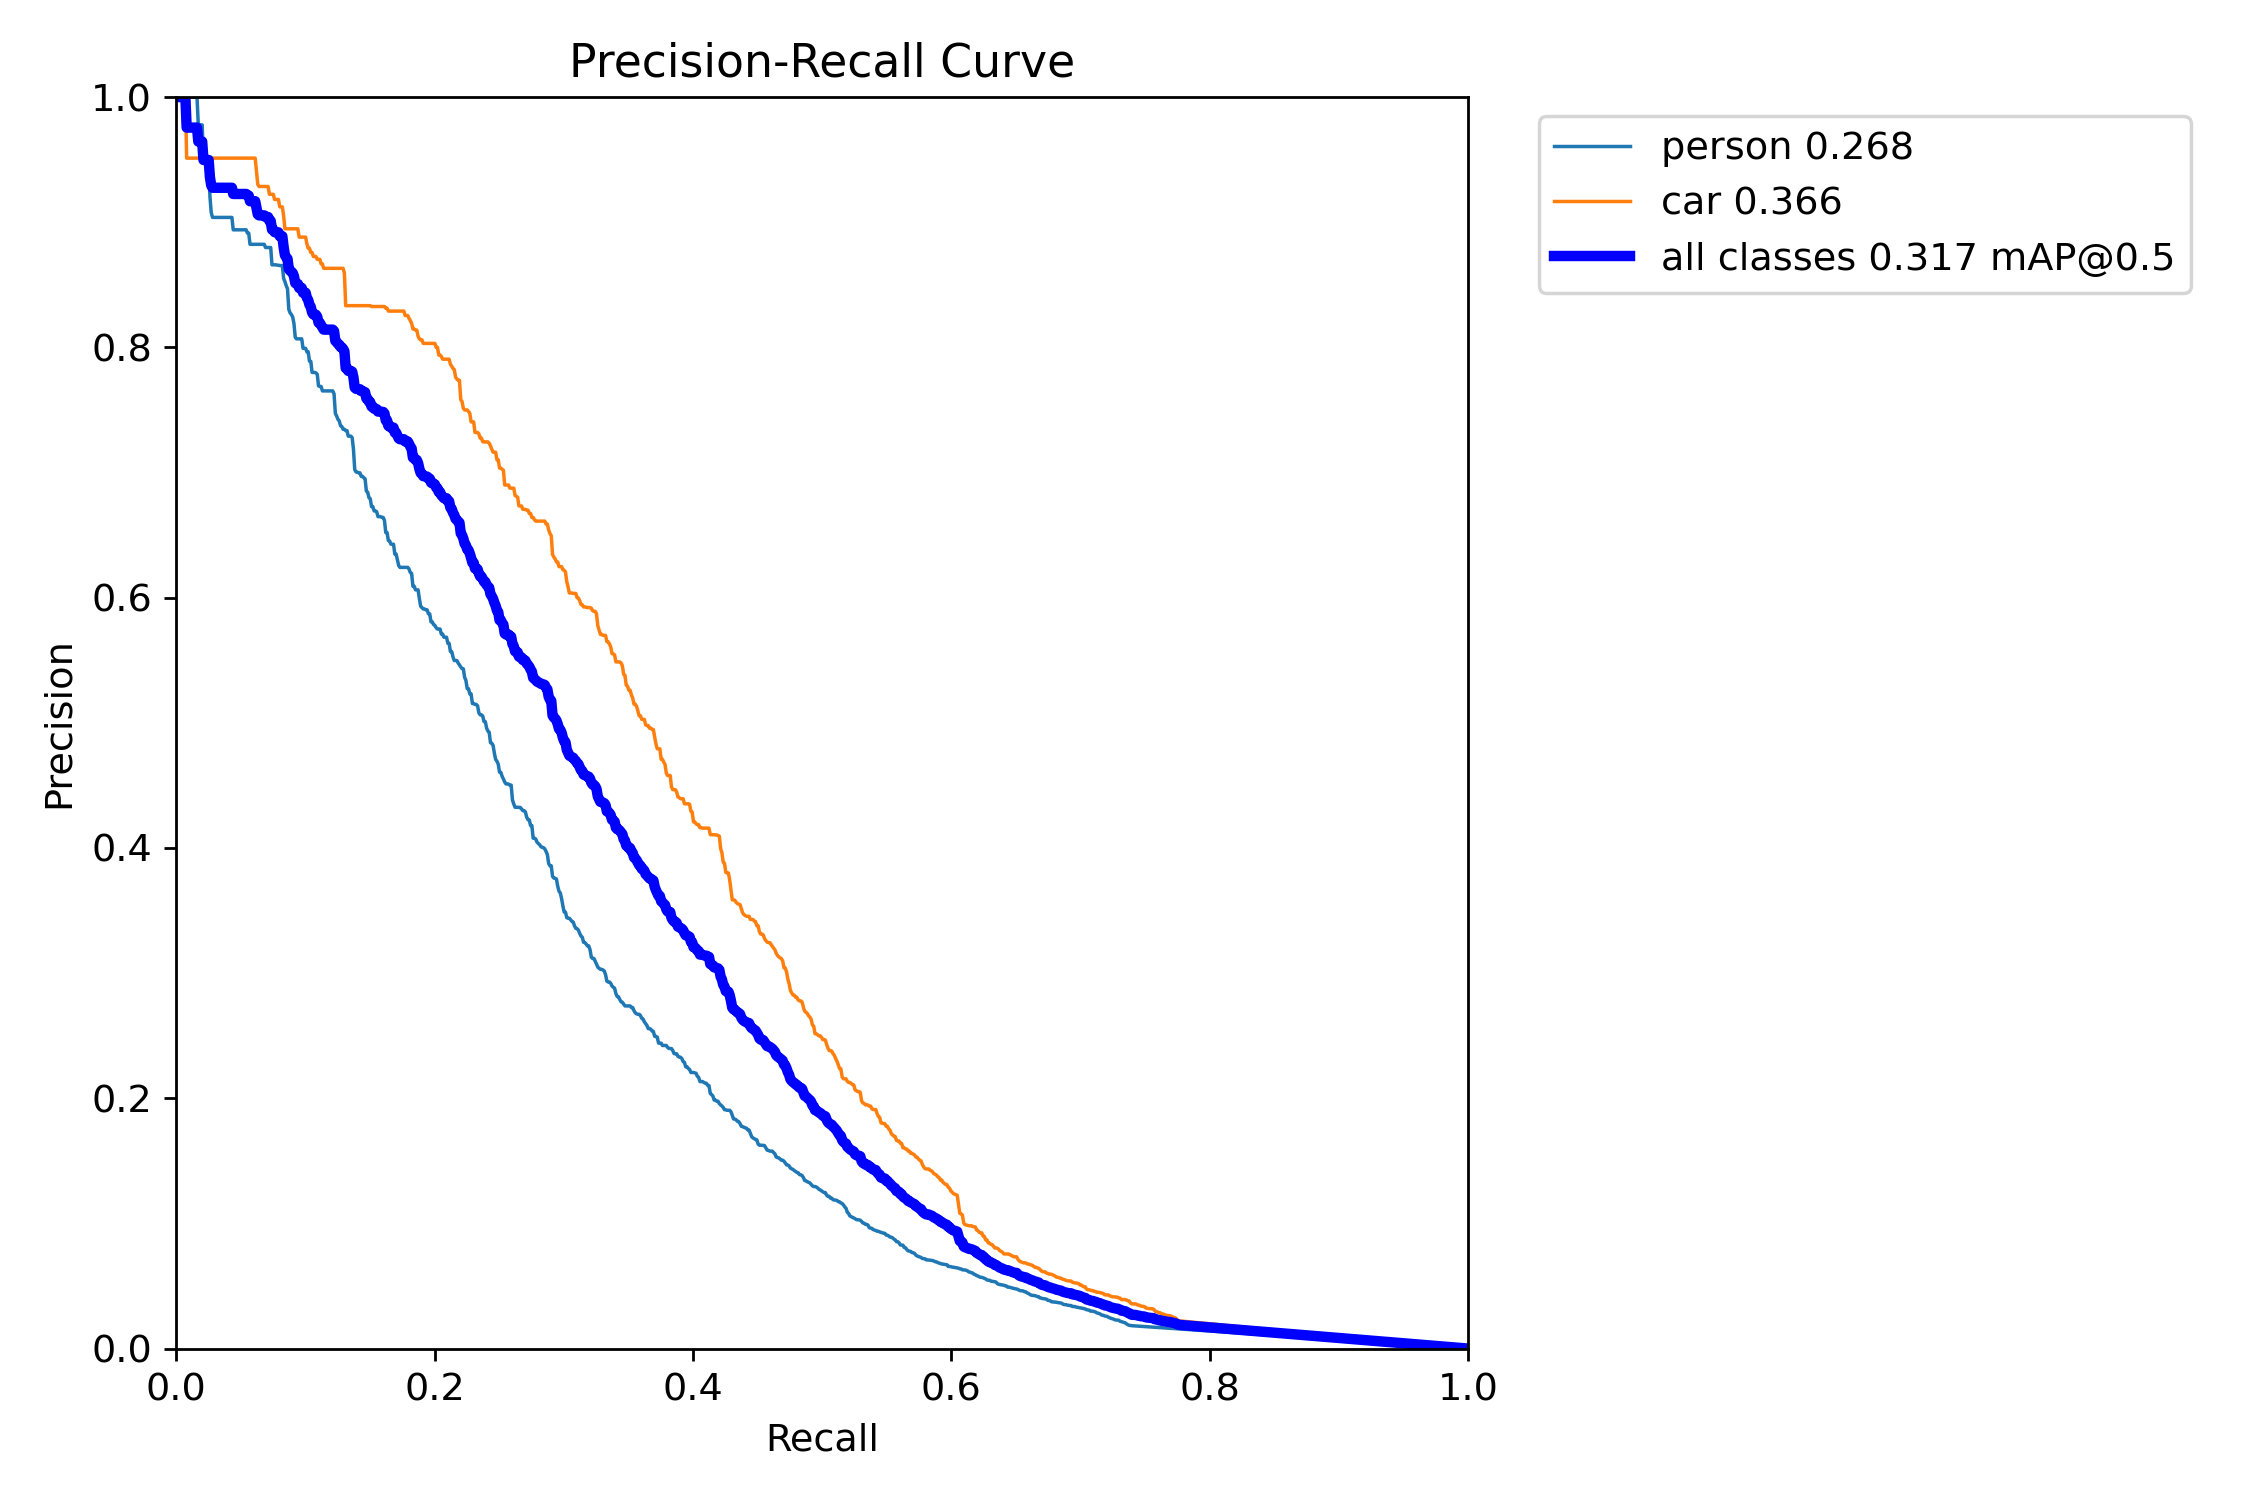 Precision-Recall Curve
person 0.268
car 0.366
all classes 0.317 mAP@0.5
Precision
1.0
0.8
0.6
0.4
0.2
0.0
0.0 0.2 0.4 0.6 0.8 1.0
Recall